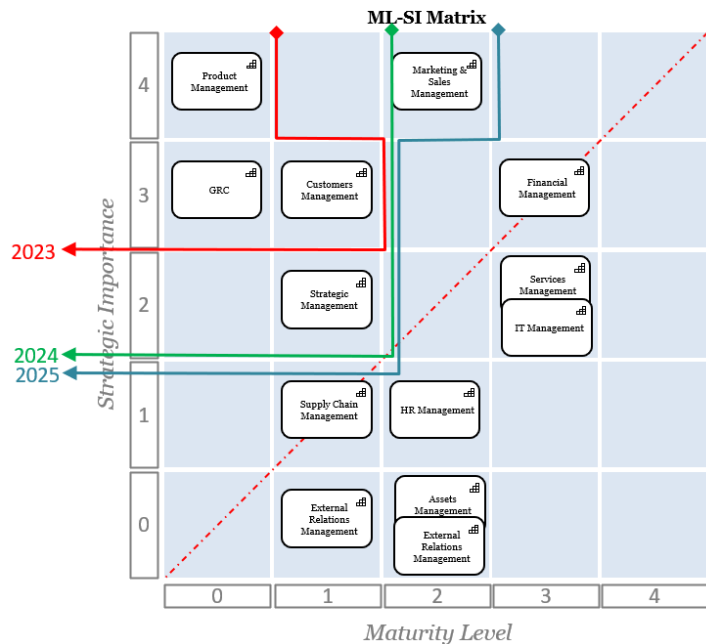 ML-SI Matrix
4
Product
Management
Marketing &
Sales
Management
3
GRC
Customers
Management
Financial
Management
2023
2
Strategic
Management
Services
Management
IT Management
2024
2025
Strategic Importance
1
Supply Chain
Management
HR Management
0
External
Relations
Management
Assets
Management
External
Relations
Management
0
1
2
3
4
Maturity Level